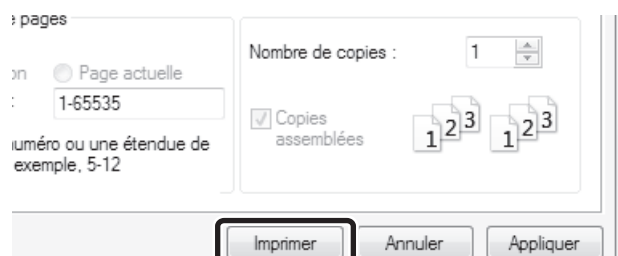 e pages
on Page actuelle
: 1-65535
numéro ou une étendue de
exemple, 5-12
Nombre de copies : 1
Copies
assemblées
1 2 3 1 2 3
Imprimer Annuler Appliquer